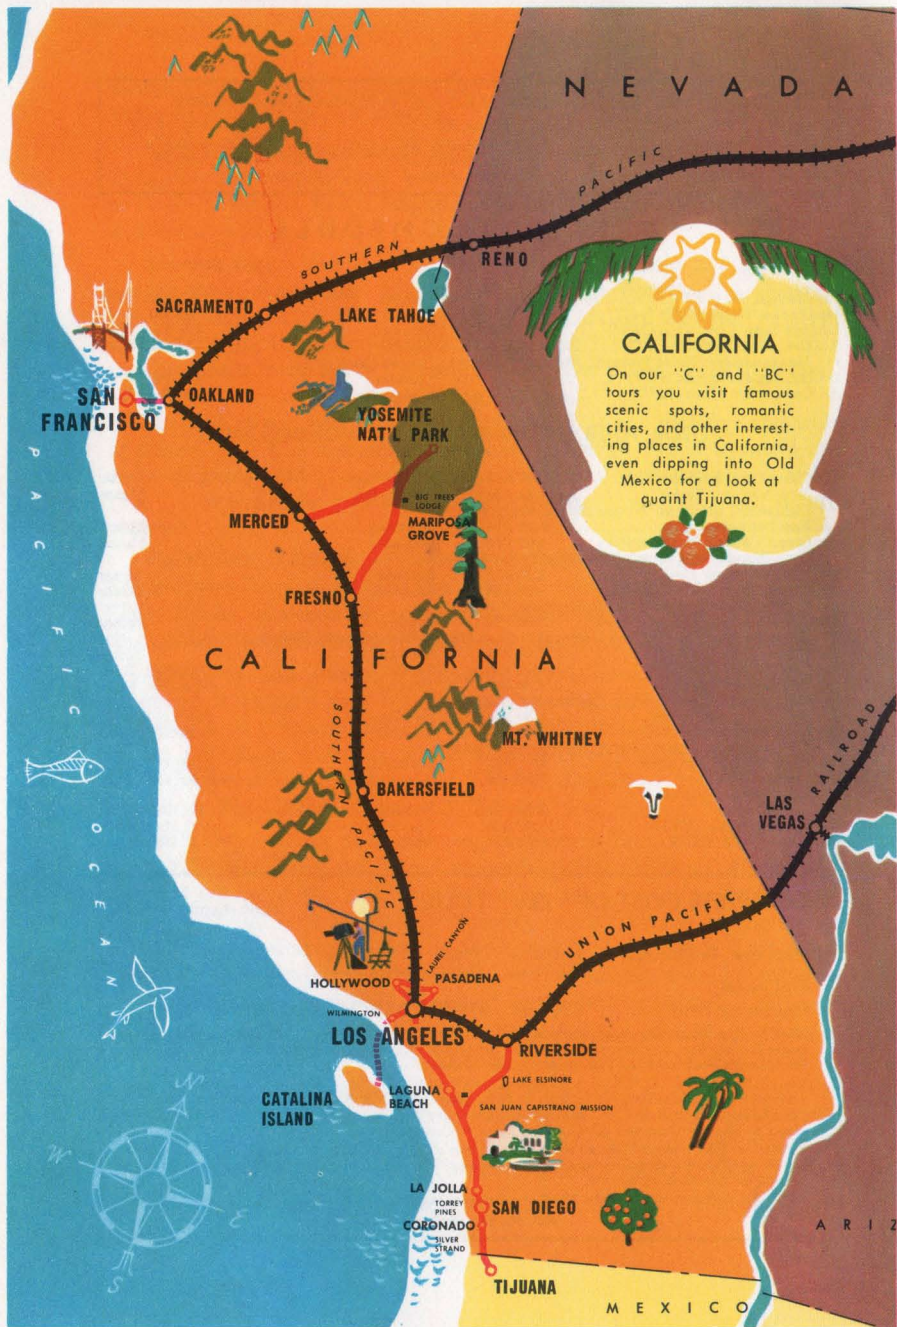 NEVADA
SOUTHERN PACIFIC
RENO
SACRAMENTO
LAKE TAHOE
CALIFORNIA
On our "C" and "BC"
tours you visit famous
scenic spots, romantic
cities, and other interest-
ing places in California,
even dipping into Old
Mexico for a look at
quaint Tijuana.
SAN
FRANCISCO
OAKLAND
YOSEMITE
NAT'L PARK
BIG TREES
LODGE
MARIPOSA
GROVE
MERCED
FRESNO
CALIFORNIA
PACIFIC OCEAN
SOUTHERN PACIFIC
MT. WHITNEY
BAKERSFIELD
LAS
VEGAS
RAILROAD
UNION PACIFIC
LAUREL CANYON
HOLLYWOOD
PASADENA
WILMINGTON
LOS ANGELES
RIVERSIDE
LAKE ELSINORE
CATALINA
ISLAND
LAGUNA
BEACH
SAN JUAN CAPISTRANO MISSION
N
W
E
S
LA JOLLA
TORREY
PINES
SAN DIEGO
CORONADO
SILVER
STRAND
ARIZ
TIJUANA
MEXICO